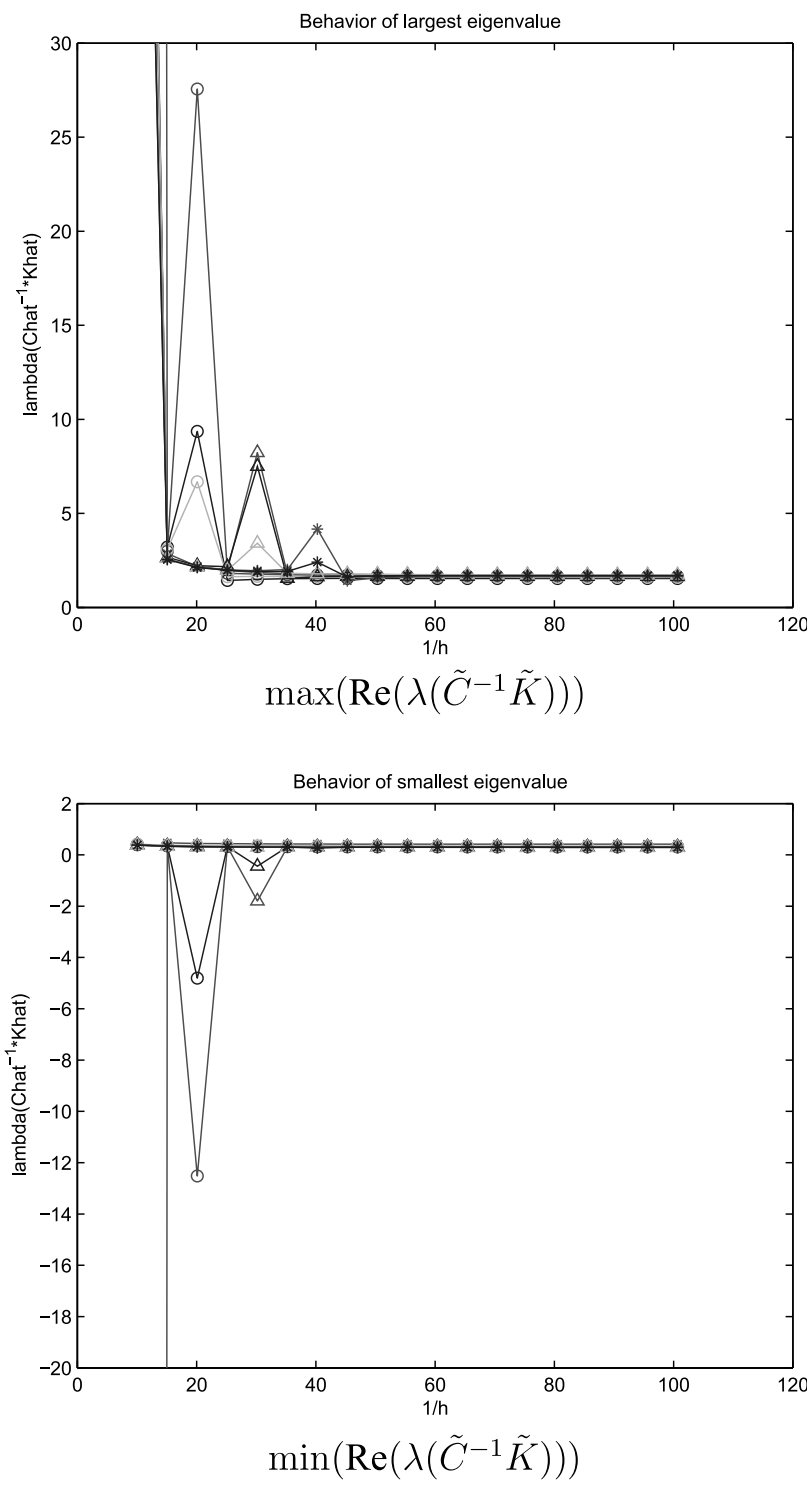 Behavior of largest eigenvalue
30
25
20
15
10
5
0
lambda(Chat⁻¹*Khat)
0 20 40 60 80 100 120
1/h
max(Re(λ(C̃⁻¹K̃)))
Behavior of smallest eigenvalue
2
0
−2
−4
−6
−8
−10
−12
−14
−16
−18
−20
lambda(Chat⁻¹*Khat)
0 20 40 60 80 100 120
1/h
min(Re(λ(C̃⁻¹K̃)))